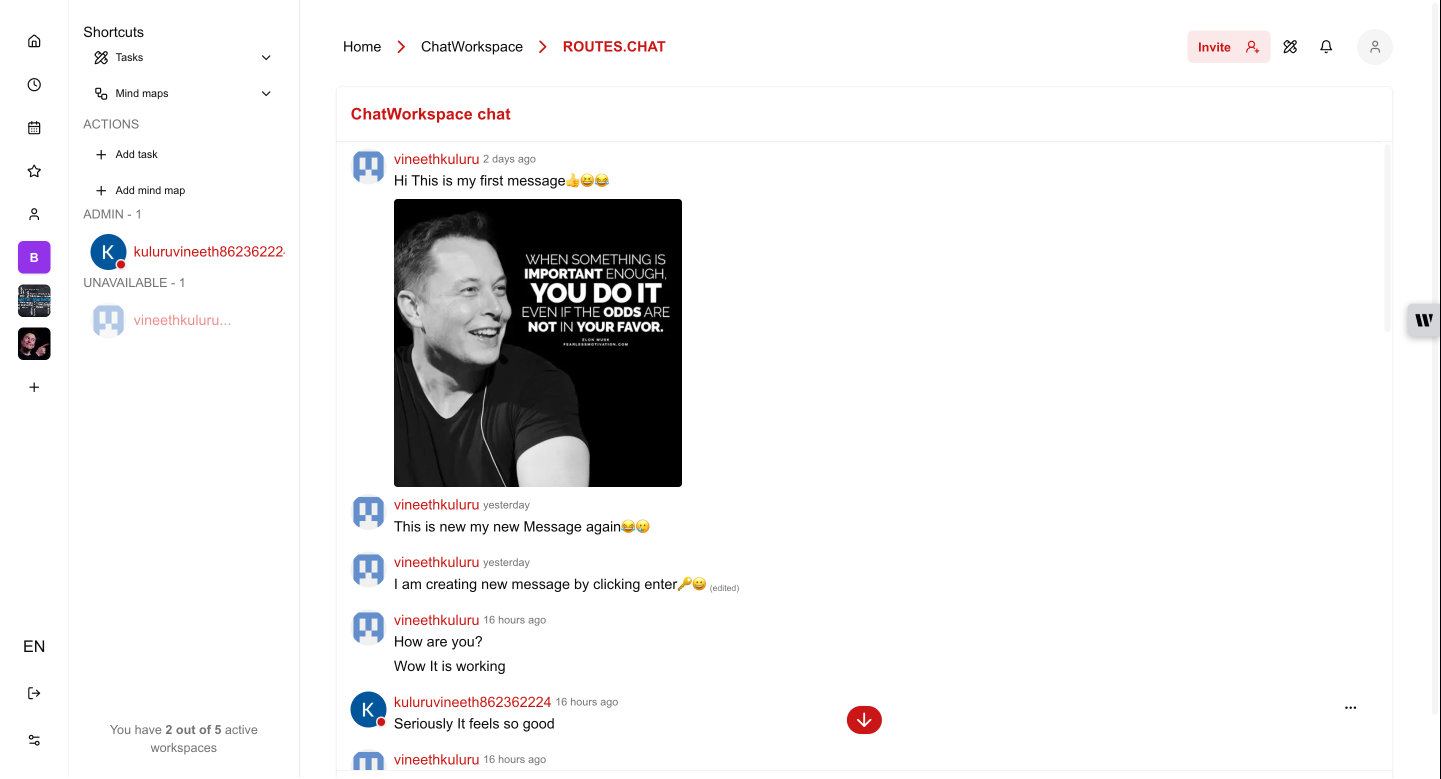 Shortcuts
Tasks
Mind maps
ACTIONS
Add task
Add mind map
ADMIN - 1
K
kuluruvineeth862362224
UNAVAILABLE - 1
vineethkuluru...
B
EN
You have 2 out of 5 active
workspaces
Home
ChatWorkspace
ROUTES.CHAT
Invite
ChatWorkspace chat
vineethkuluru 2 days ago
Hi This is my first message👍😆😂
WHEN SOMETHING IS
IMPORTANT ENOUGH,
YOU DO IT
EVEN IF THE ODDS ARE
NOT IN YOUR FAVOR.
ELON MUSK
FEARLESSMOTIVATION.COM
vineethkuluru yesterday
This is new my new Message again😂🥲
vineethkuluru yesterday
I am creating new message by clicking enter🔑😀 (edited)
vineethkuluru 16 hours ago
How are you?
Wow It is working
K
kuluruvineeth862362224 16 hours ago
Seriously It feels so good
...
vineethkuluru 16 hours ago
W